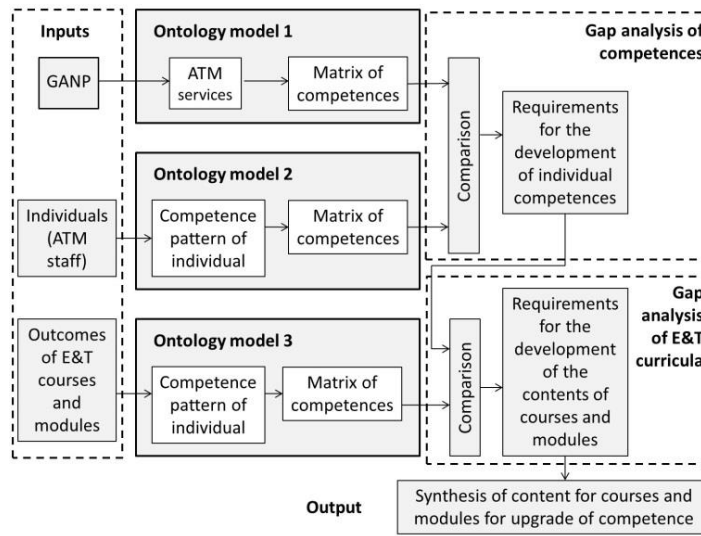 Inputs
GANP
Individuals
(ATM
staff)
Outcomes
of E&T
courses
and
modules
Ontology model 1
ATM
services
Matrix of
competences
Ontology model 2
Competence
pattern of
individual
Matrix of
competences
Ontology model 3
Competence
pattern of
individual
Matrix of
competences
Gap analysis of
competences
Comparison
Requirements
for the
development
of individual
competences
Gap
analysis
of E&T
curricula
Comparison
Requirements
for the
development
of the
contents of
courses and
modules
Output
Synthesis of content for courses and
modules for upgrade of competence